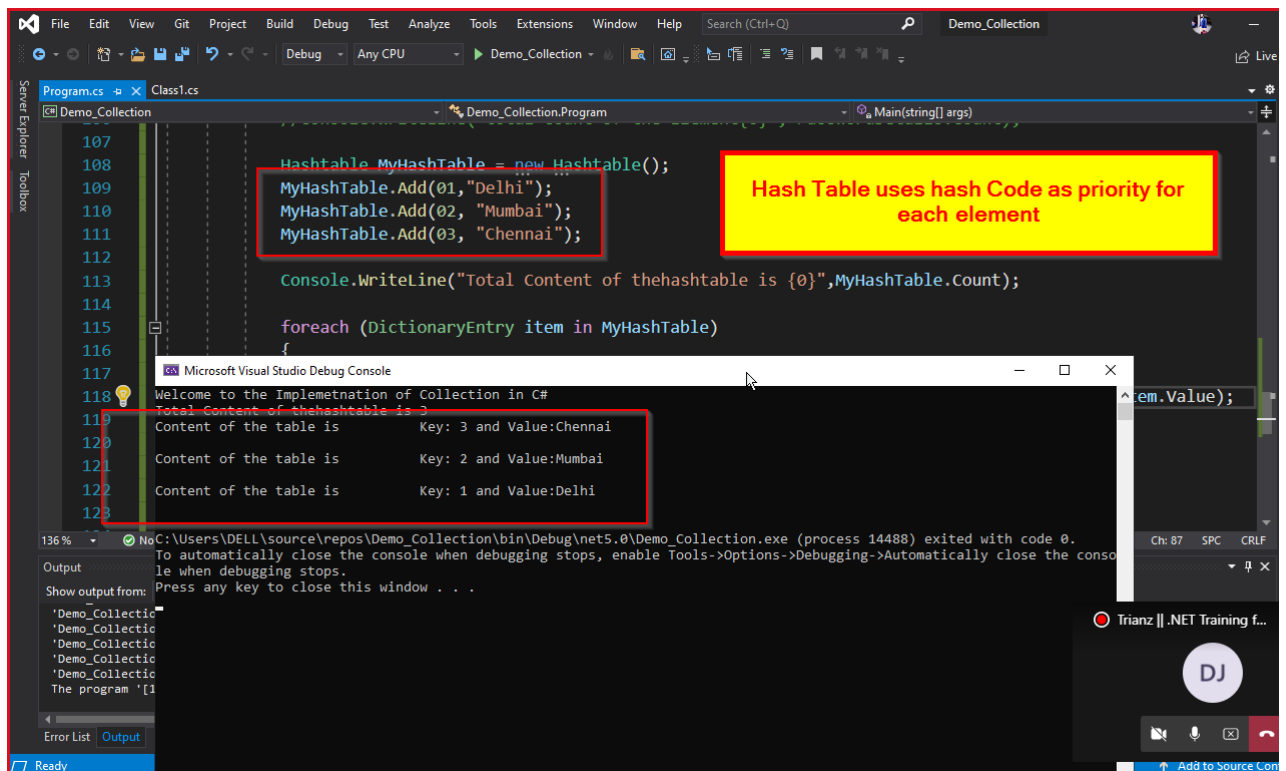 File Edit View Git Project Build Debug Test Analyze Tools Extensions Window Help Search (Ctrl+Q) Demo_Collection
Debug Any CPU Demo_Collection Live
Server Explorer
Toolbox
Program.cs Class1.cs
C# Demo_Collection Demo_Collection.Program Main(string[] args)
107
108 Hashtable MyHashTable = new Hashtable();
109 MyHashTable.Add(01,"Delhi");
110 MyHashTable.Add(02, "Mumbai");
111 MyHashTable.Add(03, "Chennai");
Hash Table uses hash Code as priority for
each element
112
113 Console.WriteLine("Total Content of thehashtable is {0}",MyHashTable.Count);
114
115 foreach (DictionaryEntry item in MyHashTable)
116 {
117
118 em.Value);
119
120
121
122
123
Microsoft Visual Studio Debug Console
Welcome to the Implemetnation of Collection in C#
Total Content of thehashtable is 3
Content of the table is Key: 3 and Value:Chennai
Content of the table is Key: 2 and Value:Mumbai
Content of the table is Key: 1 and Value:Delhi
C:\Users\DELL\source\repos\Demo_Collection\bin\Debug\net5.0\Demo_Collection.exe (process 14488) exited with code 0.
To automatically close the console when debugging stops, enable Tools->Options->Debugging->Automatically close the conso
le when debugging stops.
Press any key to close this window . . .
136 % No Ch: 87 SPC CRLF
Output
Show output from:
'Demo_Collectio
'Demo_Collectio
'Demo_Collectio
'Demo_Collectio
'Demo_Collectio
The program '[1
Error List Output
Ready
Trianz || .NET Training f...
DJ
Add to Source Con